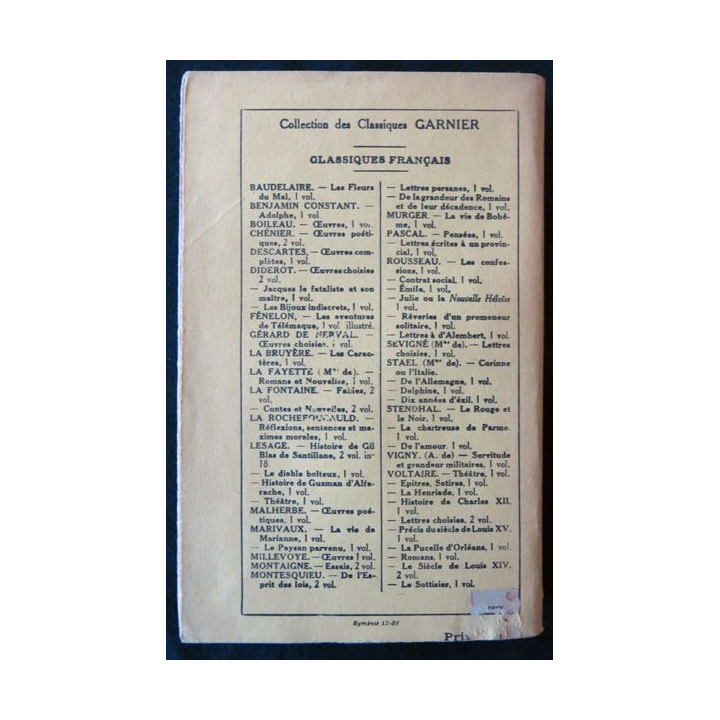 Collection des Classiques GARNIER
CLASSIQUES FRANÇAIS
BAUDELAIRE. — Les Fleurs
du Mal, 1 vol.
BENJAMIN CONSTANT. —
Adolphe, 1 vol
BOILEAU. — Œuvres, 1 vol.
CHÉNIER. — Œuvres poéti-
ques, 2 vol.
DESCARTES, — Œuvres com-
plètes, 1 vol.
DIDEROT. — Œuvres choisies
2 vol.
— Jacques le fataliste et son
maître, 1 vol.
— Les Bijoux indiscrets, 1 vol.
FÉNELON, — Les aventures
de Télémaque, 1 vol illustré.
GÉRARD DE NERVAL. —
Œuvres choisies, 1 vol.
LA BRUYÈRE. — Les Carac-
tères, 1 vol.
LA FAYETTE (Mme de). —
Romans et Nouvelles, 1 vol.
LA FONTAINE. — Fables, 2
vol.
— Contes et Nouvelles, 2 vol.
LA ROCHEFOUCAULD. —
Réflexions, sentences et ma-
ximes morales, 1 vol.
LESAGE. — Histoire de Gil
Blas de Santillane, 2 vol. in-
18.
— Le diable boiteux, 1 vol.
— Histoire de Guzman d'Alfa-
rache, 1 vol.
— Théâtre, 1 vol.
MALHERBE. — Œuvres poé-
tiques, 1 vol.
MARIVAUX. — La vie de
Marianne, 1 vol.
— Le Paysan parvenu, 1 vol.
MILLEVOYE. — Œuvres 1 vol.
MONTAIGNE. — Essais, 2 vol.
MONTESQUIEU. — De l'Es-
prit des lois, 2 vol.
— Lettres persanes, 1 vol.
— De la grandeur des Romains
et de leur décadence, 1 vol.
MURGER. — La vie de Bohê-
me, 1 vol.
PASCAL. — Pensées, 1 vol.
— Lettres écrites à un provin-
cial, 1 vol.
ROUSSEAU. — Les confes-
sions, 1 vol.
— Contrat social, 1 vol.
— Émile, 1 vol.
— Julie ou la Nouvelle Héloïse
1 vol.
— Rêveries d'un promeneur
solitaire, 1 vol.
— Lettres à d'Alembert, 1 vol.
SÉVIGNÉ (Mme de). — Lettres
choisies, 1 vol.
STAEL (Mme de). — Corinne
ou l'Italie.
— De l'Allemagne, 1 vol.
— Delphine, 1 vol.
— Dix années d'éxil, 1 vol.
STENDHAL. — Le Rouge et
le Noir, 1 vol.
— La chartreuse de Parme.
1 vol.
— De l'amour. 1 vol.
VIGNY. (A. de) — Servitude
et grandeur militaires, 1 vol.
VOLTAIRE. — Théâtre, 1 vol.
— Epitres, Satires, 1 vol.
— La Henriade, 1 vol.
— Histoire de Charles XII,
1 vol.
— Lettres choisies, 2 vol.
— Précis du siècle de Louis XV.
1 vol.
— La Pucelle d'Orléans, 1 vol.
— Romans, 1 vol.
— Le Siècle de Louis XIV,
2 vol.
— Le Sottisier, 1 vol.